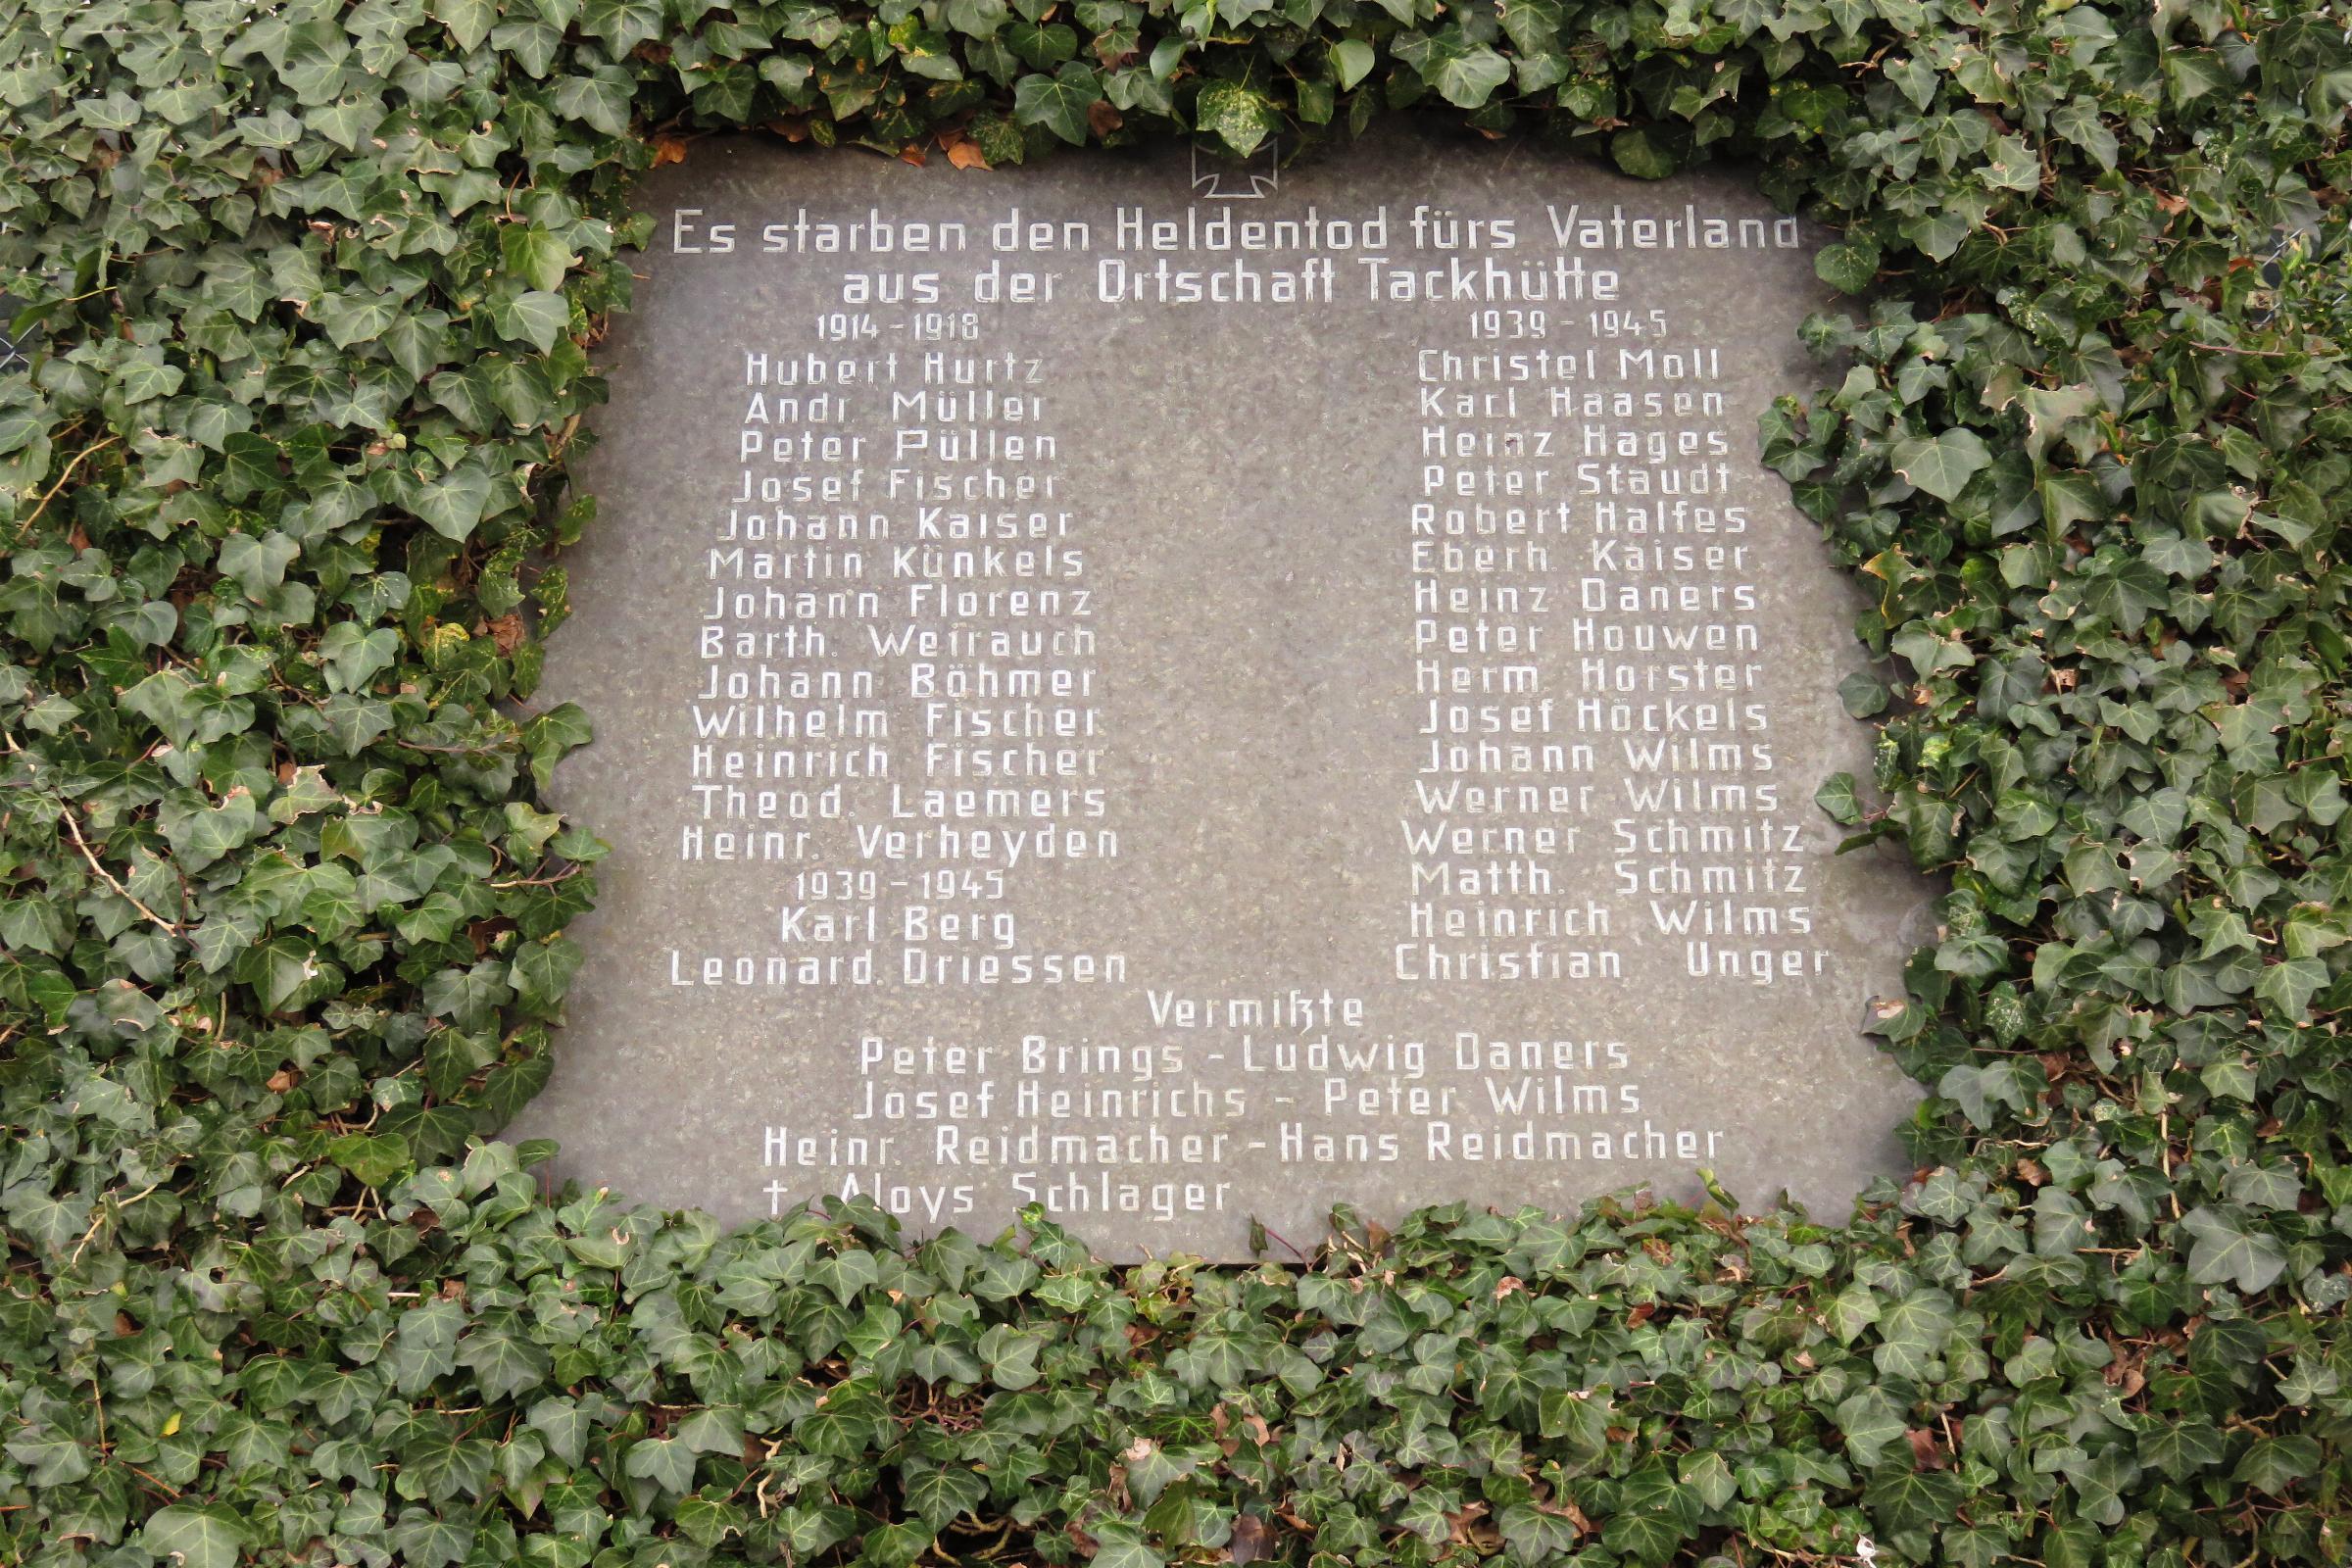 Es starben den Heldentod fürs Vaterland
aus der Ortschaft Tackhütte
1914 - 1918
Hubert Hurtz
Andr. Müller
Peter Püllen
Josef Fischer
Johann Kaiser
Martin Künkels
Johann Florenz
Barth. Weirauch
Johann Böhmer
Wilhelm Fischer
Heinrich Fischer
Theod. Laemers
Heinr. Verheyden
1939 - 1945
Karl Berg
Leonard Driessen
1939 - 1945
Christel Moll
Karl Haasen
Heinz Hages
Peter Staudt
Robert Halfes
Eberh. Kaiser
Heinz Daners
Peter Houwen
Herm. Horster
Josef Höckels
Johann Wilms
Werner Wilms
Werner Schmitz
Matth. Schmitz
Heinrich Wilms
Christian Unger
Vermißte
Peter Brings - Ludwig Daners
Josef Heinrichs - Peter Wilms
Heinr. Reidmacher - Hans Reidmacher
† Aloys Schlager